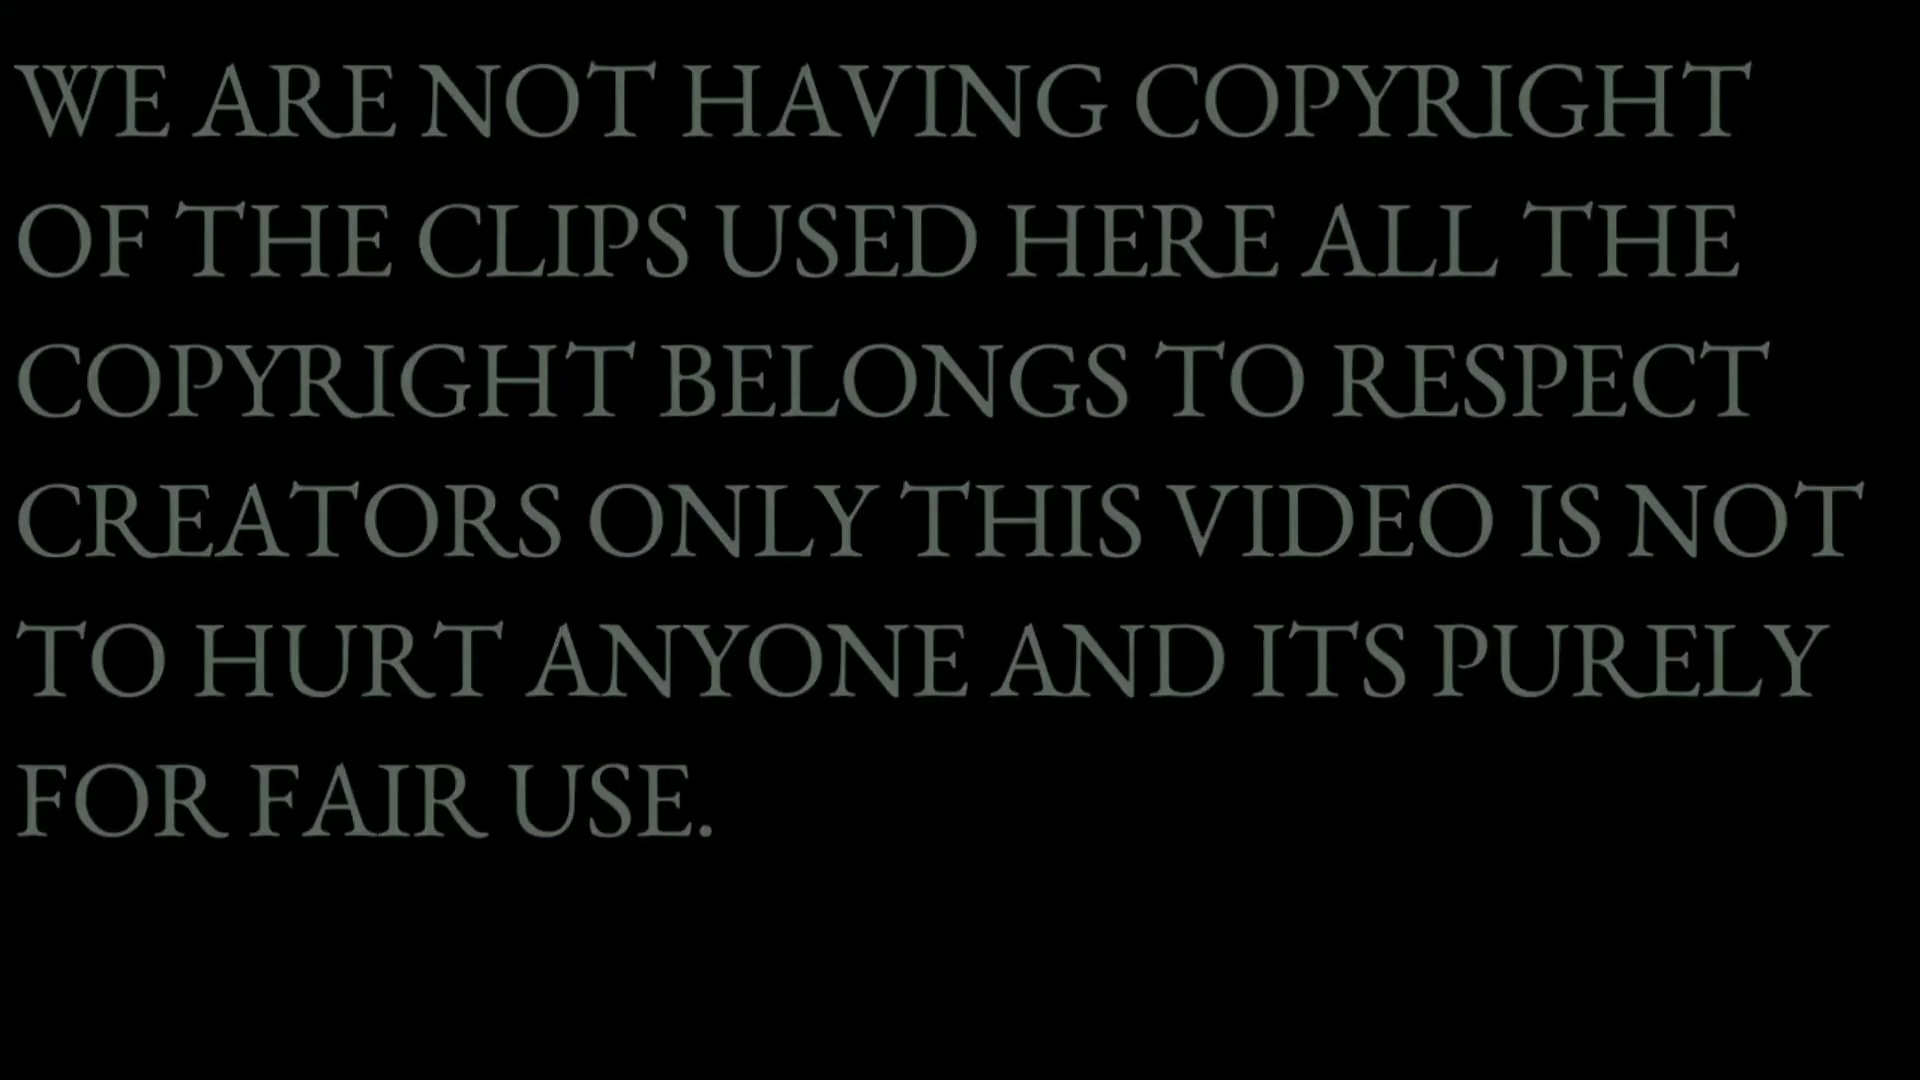 WE ARE NOT HAVING COPYRIGHT
OF THE CLIPS USED HERE ALL THE
COPYRIGHT BELONGS TO RESPECT
CREATORS ONLY THIS VIDEO IS NOT
TO HURT ANYONE AND ITS PURELY
FOR FAIR USE.